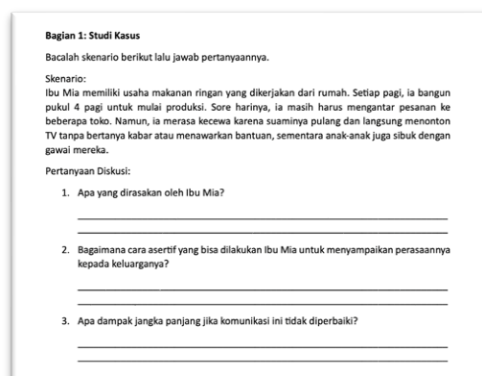 Bagian 1: Studi Kasus
Bacalah skenario berikut lalu jawab pertanyaannya.
Skenario:
Ibu Mia memiliki usaha makanan ringan yang dikerjakan dari rumah. Setiap pagi, ia bangun
pukul 4 pagi untuk mulai produksi. Sore harinya, ia masih harus mengantar pesanan ke
beberapa toko. Namun, ia merasa kecewa karena suaminya pulang dan langsung menonton
TV tanpa bertanya kabar atau menawarkan bantuan, sementara anak-anak juga sibuk dengan
gawai mereka.
Pertanyaan Diskusi:
1. Apa yang dirasakan oleh Ibu Mia?
2. Bagaimana cara asertif yang bisa dilakukan Ibu Mia untuk menyampaikan perasaannya
kepada keluarganya?
3. Apa dampak jangka panjang jika komunikasi ini tidak diperbaiki?